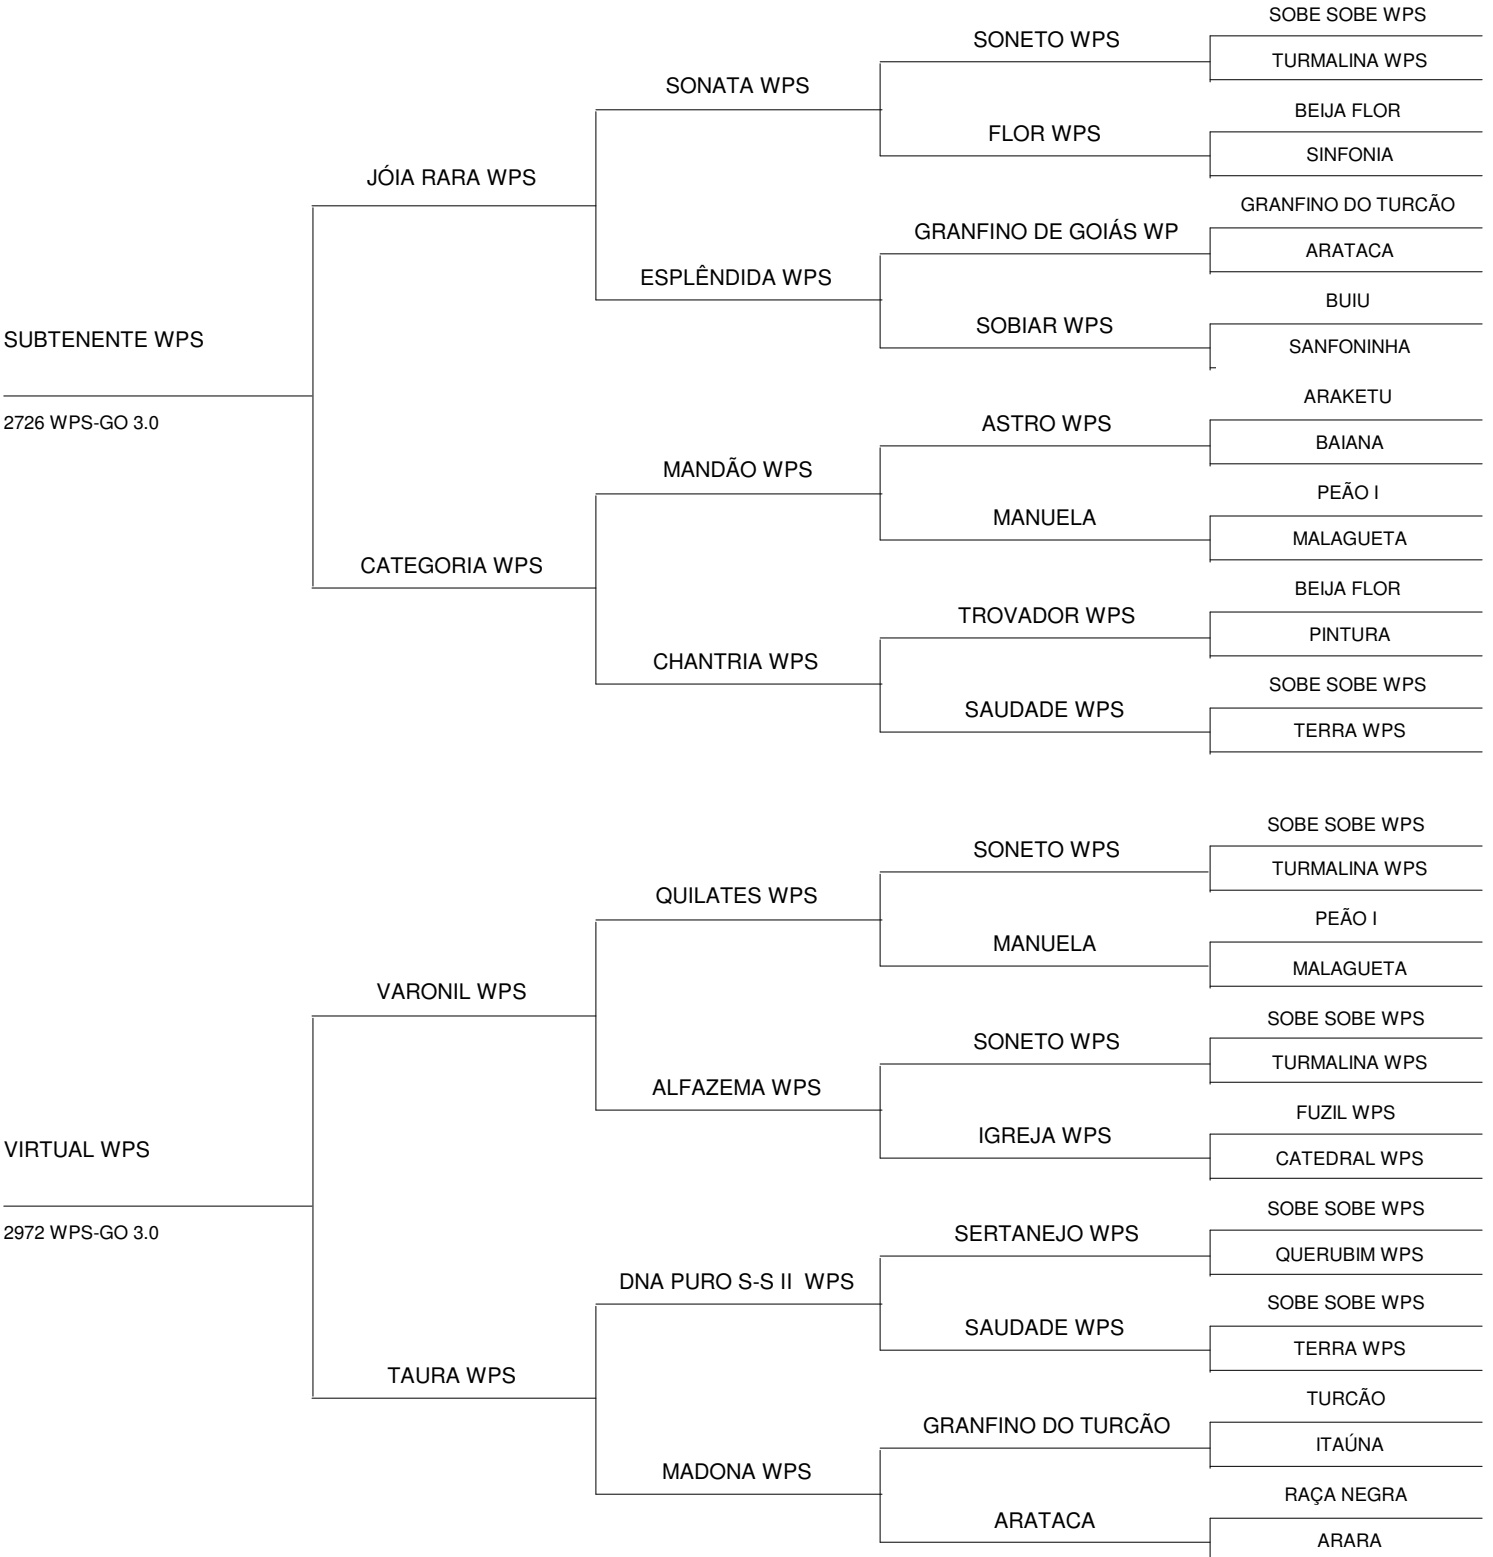 SOBE SOBE WPS
SONETO WPS
TURMALINA WPS
SONATA WPS
BEIJA FLOR
FLOR WPS
SINFONIA
JÓIA RARA WPS
GRANFINO DO TURCÃO
GRANFINO DE GOIÁS WP
ARATACA
ESPLÊNDIDA WPS
BUIU
SOBIAR WPS
SANFONINHA
SUBTENENTE WPS
2726 WPS-GO 3.0
ARAKETU
ASTRO WPS
BAIANA
MANDÃO WPS
PEÃO I
MANUELA
MALAGUETA
CATEGORIA WPS
BEIJA FLOR
TROVADOR WPS
PINTURA
CHANTRIA WPS
SOBE SOBE WPS
SAUDADE WPS
TERRA WPS
SOBE SOBE WPS
SONETO WPS
TURMALINA WPS
QUILATES WPS
PEÃO I
MANUELA
MALAGUETA
VARONIL WPS
SOBE SOBE WPS
SONETO WPS
TURMALINA WPS
ALFAZEMA WPS
FUZIL WPS
IGREJA WPS
CATEDRAL WPS
VIRTUAL WPS
2972 WPS-GO 3.0
SOBE SOBE WPS
SERTANEJO WPS
QUERUBIM WPS
DNA PURO S-S II  WPS
SOBE SOBE WPS
SAUDADE WPS
TERRA WPS
TAURA WPS
TURCÃO
GRANFINO DO TURCÃO
ITAÚNA
MADONA WPS
RAÇA NEGRA
ARATACA
ARARA